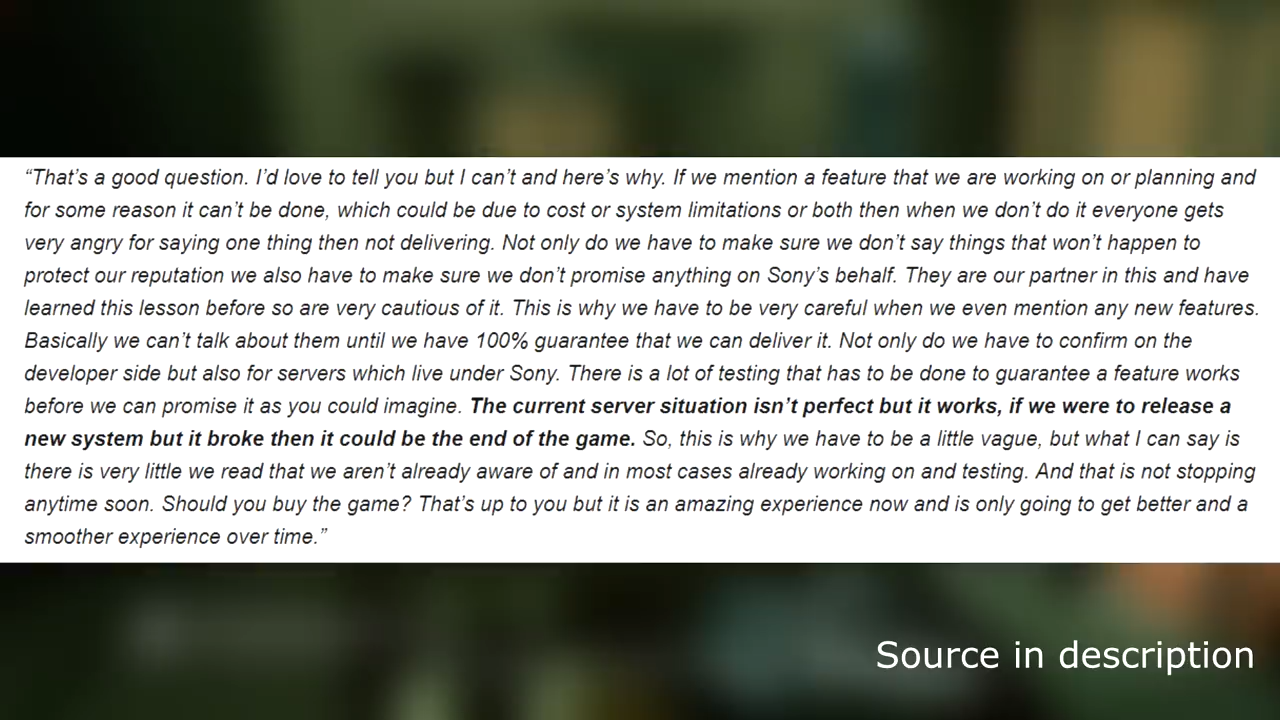 “That’s a good question. I’d love to tell you but I can’t and here’s why. If we mention a feature that we are working on or planning and
for some reason it can’t be done, which could be due to cost or system limitations or both then when we don’t do it everyone gets
very angry for saying one thing then not delivering. Not only do we have to make sure we don’t say things that won’t happen to
protect our reputation we also have to make sure we don’t promise anything on Sony’s behalf. They are our partner in this and have
learned this lesson before so are very cautious of it. This is why we have to be very careful when we even mention any new features.
Basically we can’t talk about them until we have 100% guarantee that we can deliver it. Not only do we have to confirm on the
developer side but also for servers which live under Sony. There is a lot of testing that has to be done to guarantee a feature works
before we can promise it as you could imagine. The current server situation isn’t perfect but it works, if we were to release a
new system but it broke then it could be the end of the game. So, this is why we have to be a little vague, but what I can say is
there is very little we read that we aren’t already aware of and in most cases already working on and testing. And that is not stopping
anytime soon. Should you buy the game? That’s up to you but it is an amazing experience now and is only going to get better and a
smoother experience over time.”
Source in description